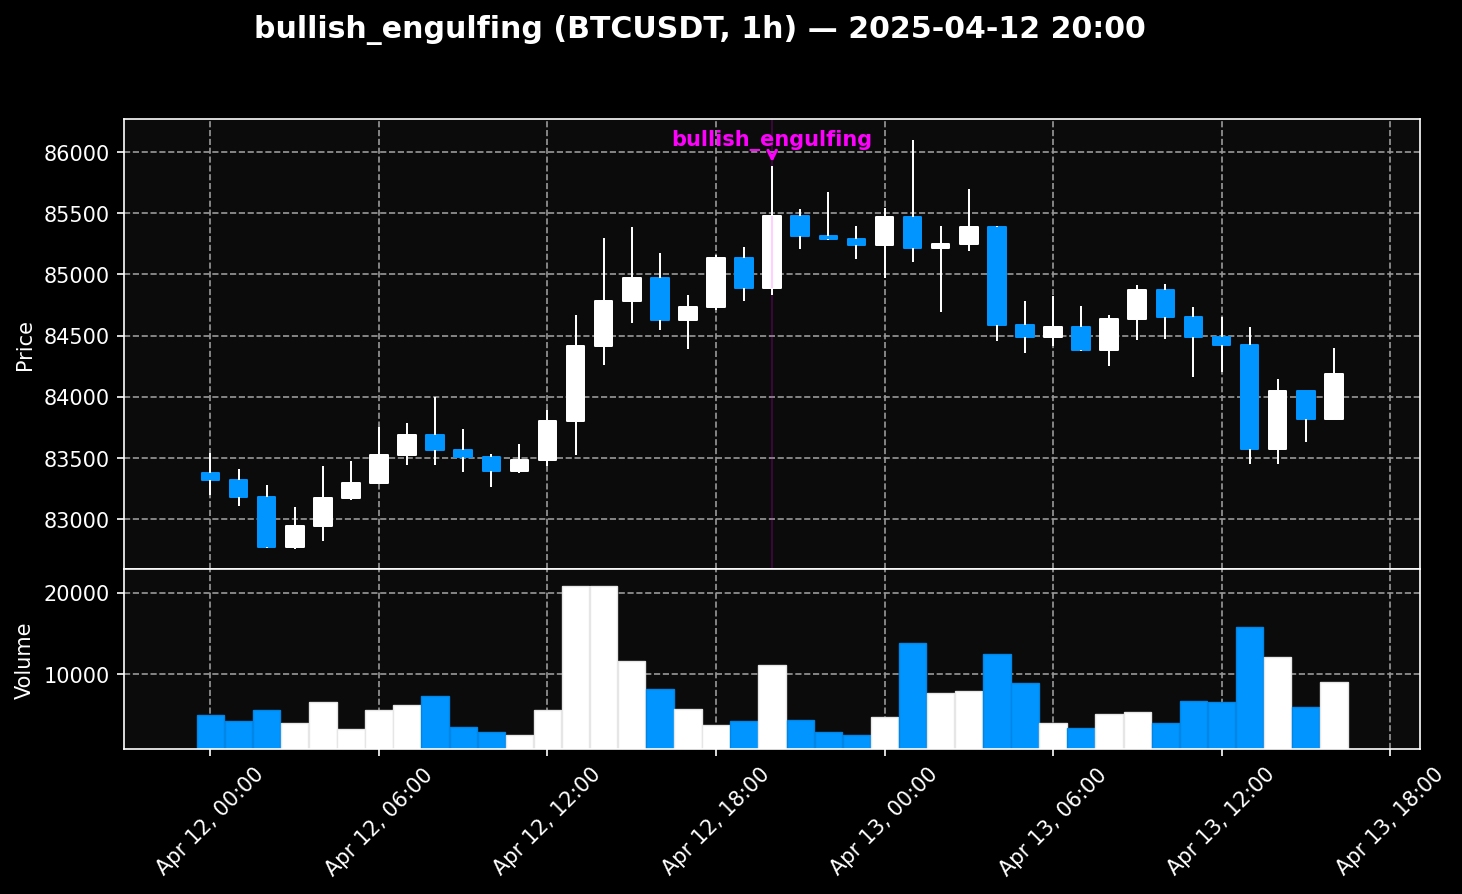 bullish_engulfing (BTCUSDT, 1h) — 2025-04-12 20:00
bullish_engulfing
86000
85500
85000
84500
84000
83500
83000
Price
20000
10000
Volume
Apr 12, 00:00
Apr 12, 06:00
Apr 12, 12:00
Apr 12, 18:00
Apr 13, 00:00
Apr 13, 06:00
Apr 13, 12:00
Apr 13, 18:00